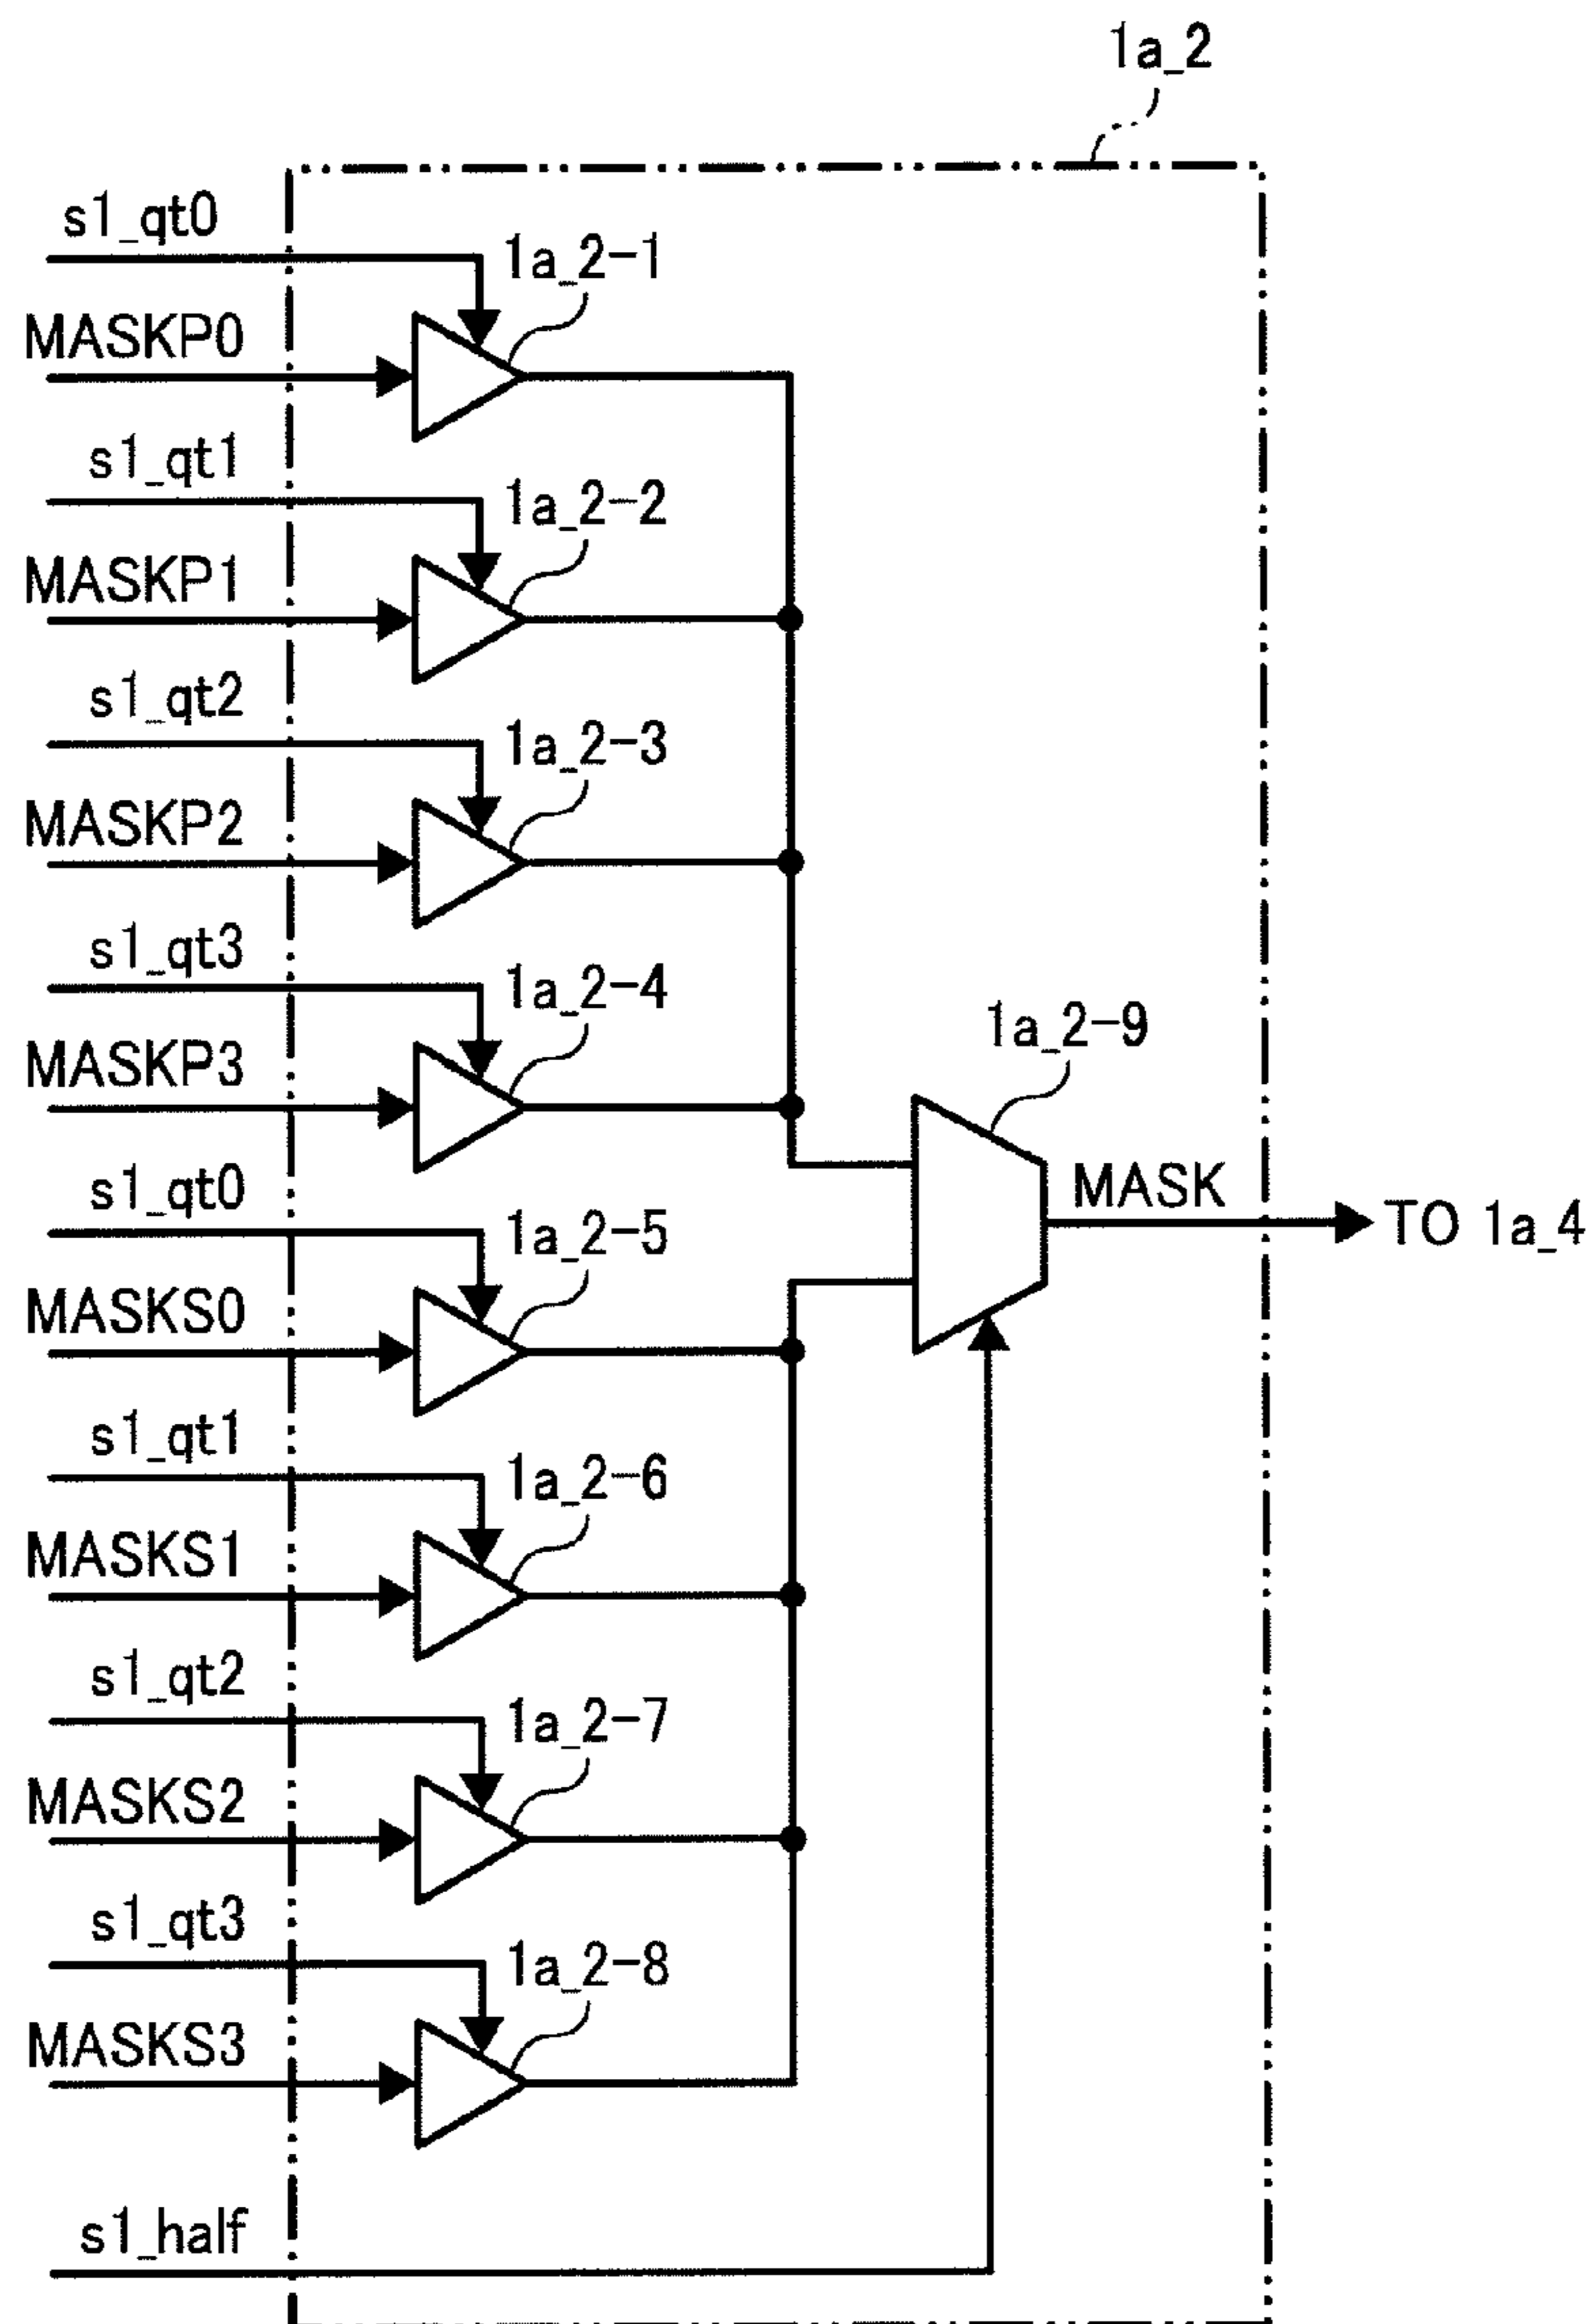 1a_2
s1_qt0
1a_2-1
MASKP0
s1_qt1
1a_2-2
MASKP1
s1_qt2
1a_2-3
MASKP2
s1_qt3
1a_2-4
MASKP3
1a_2-9
s1_qt0
MASK
TO 1a_4
1a_2-5
MASKS0
s1_qt1
1a_2-6
MASKS1
s1_qt2
1a_2-7
MASKS2
s1_qt3
1a_2-8
MASKS3
s1_half